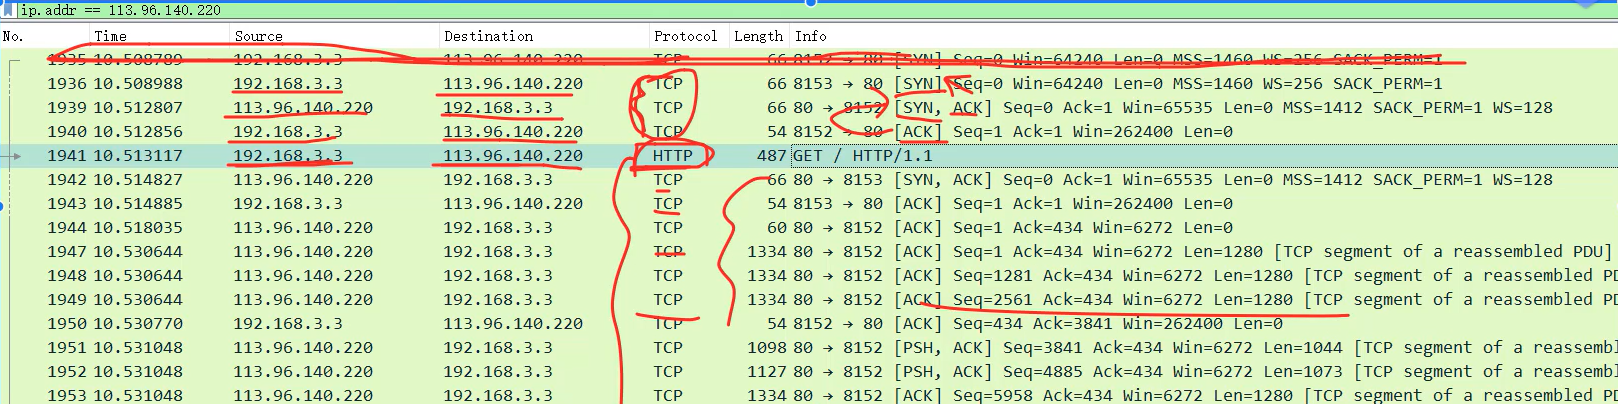 ip.addr == 113.96.140.220
No. Time Source Destination Protocol Length Info
1935 10.508789 192.168.3.3 113.96.140.220 TCP 66 8152 → 80 [SYN] Seq=0 Win=64240 Len=0 MSS=1460 WS=256 SACK_PERM=1
1936 10.508988 192.168.3.3 113.96.140.220 TCP 66 8153 → 80 [SYN] Seq=0 Win=64240 Len=0 MSS=1460 WS=256 SACK_PERM=1
1939 10.512807 113.96.140.220 192.168.3.3 TCP 66 80 → 8152 [SYN, ACK] Seq=0 Ack=1 Win=65535 Len=0 MSS=1412 SACK_PERM=1 WS=128
1940 10.512856 192.168.3.3 113.96.140.220 TCP 54 8152 → 80 [ACK] Seq=1 Ack=1 Win=262400 Len=0
1941 10.513117 192.168.3.3 113.96.140.220 HTTP 487 GET / HTTP/1.1
1942 10.514827 113.96.140.220 192.168.3.3 TCP 66 80 → 8153 [SYN, ACK] Seq=0 Ack=1 Win=65535 Len=0 MSS=1412 SACK_PERM=1 WS=128
1943 10.514885 192.168.3.3 113.96.140.220 TCP 54 8153 → 80 [ACK] Seq=1 Ack=1 Win=262400 Len=0
1944 10.518035 113.96.140.220 192.168.3.3 TCP 60 80 → 8152 [ACK] Seq=1 Ack=434 Win=6272 Len=0
1947 10.530644 113.96.140.220 192.168.3.3 TCP 1334 80 → 8152 [ACK] Seq=1 Ack=434 Win=6272 Len=1280 [TCP segment of a reassembled PDU]
1948 10.530644 113.96.140.220 192.168.3.3 TCP 1334 80 → 8152 [ACK] Seq=1281 Ack=434 Win=6272 Len=1280 [TCP segment of a reassembled PD
1949 10.530644 113.96.140.220 192.168.3.3 TCP 1334 80 → 8152 [ACK] Seq=2561 Ack=434 Win=6272 Len=1280 [TCP segment of a reassembled PD
1950 10.530770 192.168.3.3 113.96.140.220 TCP 54 8152 → 80 [ACK] Seq=434 Ack=3841 Win=262400 Len=0
1951 10.531048 113.96.140.220 192.168.3.3 TCP 1098 80 → 8152 [PSH, ACK] Seq=3841 Ack=434 Win=6272 Len=1044 [TCP segment of a reassembl
1952 10.531048 113.96.140.220 192.168.3.3 TCP 1127 80 → 8152 [PSH, ACK] Seq=4885 Ack=434 Win=6272 Len=1073 [TCP segment of a reassembl
1953 10.531048 113.96.140.220 192.168.3.3 TCP 1334 80 → 8152 [ACK] Seq=5958 Ack=434 Win=6272 Len=1280 [TCP segment of a reassembled PD